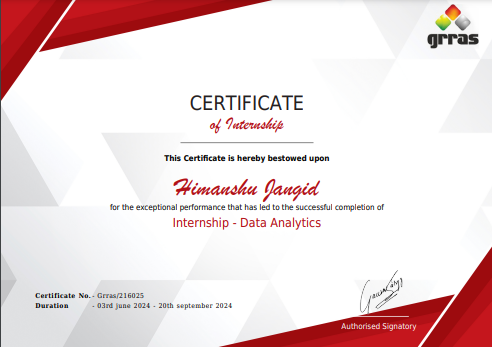 grras
CERTIFICATE
of Internship
This Certificate is hereby bestowed upon
Himanshu Jangid
for the exceptional performance that has led to the successful completion of
Internship - Data Analytics
Certificate No. - Grras/216025
Duration - 03rd june 2024 - 20th september 2024
Authorised Signatory